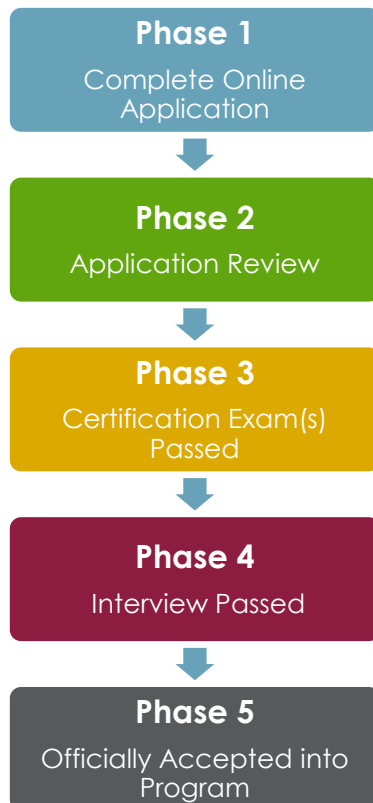 Phase 1
Complete Online
Application
Phase 2
Application Review
Phase 3
Certification Exam(s)
Passed
Phase 4
Interview Passed
Phase 5
Officially Accepted into
Program